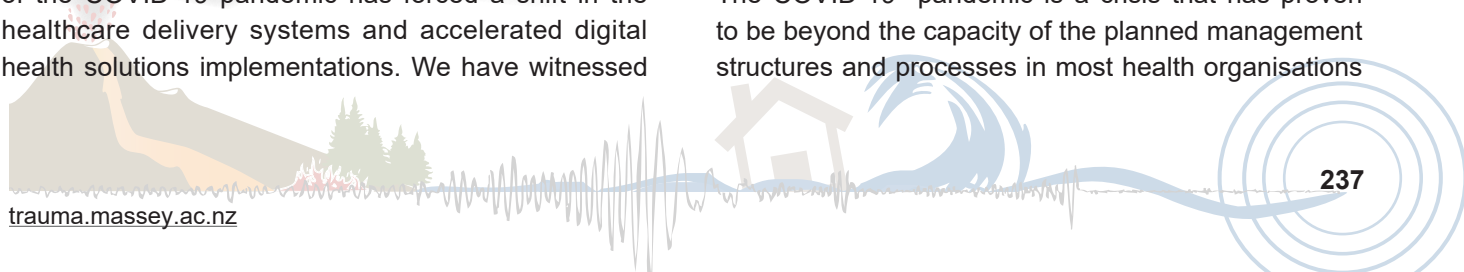 of the COVID-19 pandemic has forced a shift in the
healthcare delivery systems and accelerated digital
health solutions implementations. We have witnessed
The COVID-19 pandemic is a crisis that has proven
to be beyond the capacity of the planned management
structures and processes in most health organisations
237
trauma.massey.ac.nz